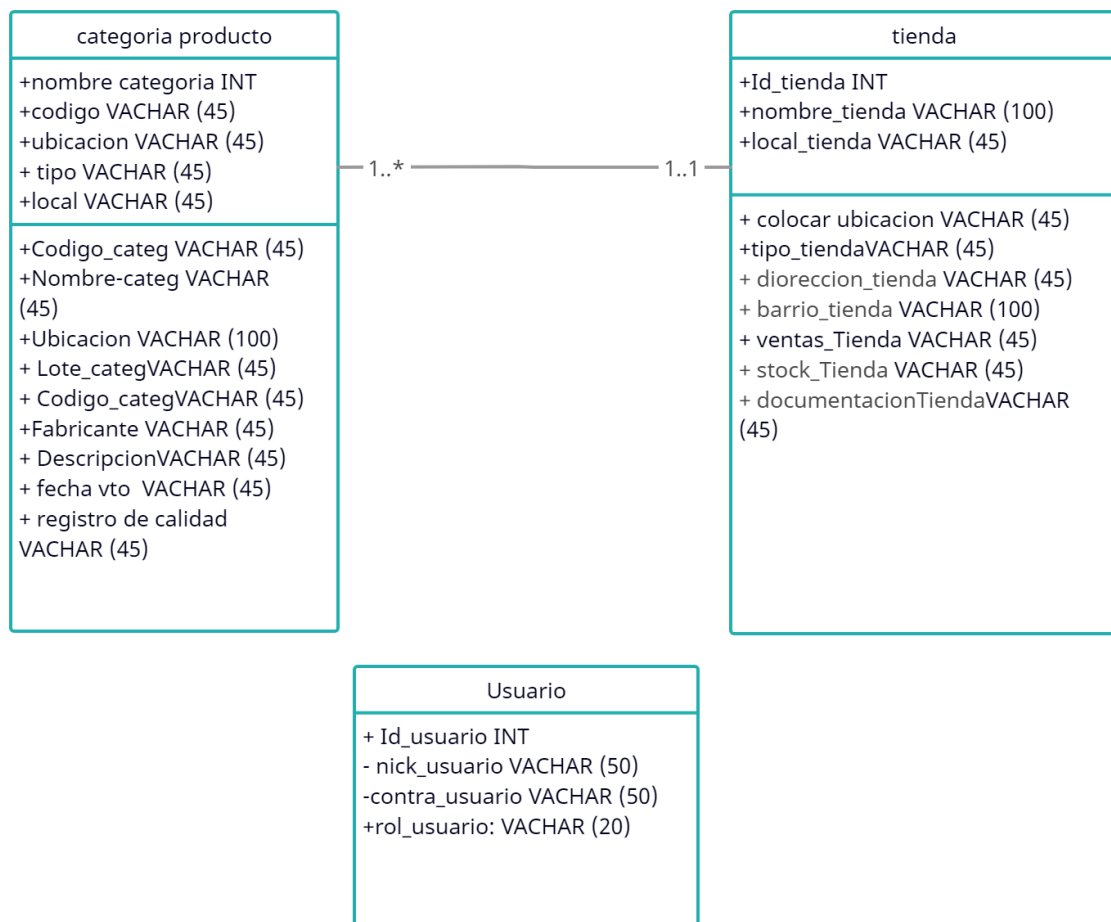 categoria producto
+nombre categoria INT
+codigo VACHAR (45)
+ubicacion VACHAR (45)
+ tipo VACHAR (45)
+local VACHAR (45)
+Codigo_categ VACHAR (45)
+Nombre-categ VACHAR
(45)
+Ubicacion VACHAR (100)
+ Lote_categVACHAR (45)
+ Codigo_categVACHAR (45)
+Fabricante VACHAR (45)
+ DescripcionVACHAR (45)
+ fecha vto  VACHAR (45)
+ registro de calidad
VACHAR (45)
1..*
1..1
tienda
+Id_tienda INT
+nombre_tienda VACHAR (100)
+local_tienda VACHAR (45)
+ colocar ubicacion VACHAR (45)
+tipo_tiendaVACHAR (45)
+ dioreccion_tienda VACHAR (45)
+ barrio_tienda VACHAR (100)
+ ventas_Tienda VACHAR (45)
+ stock_Tienda VACHAR (45)
+ documentacionTiendaVACHAR
(45)
Usuario
+ Id_usuario INT
- nick_usuario VACHAR (50)
-contra_usuario VACHAR (50)
+rol_usuario: VACHAR (20)